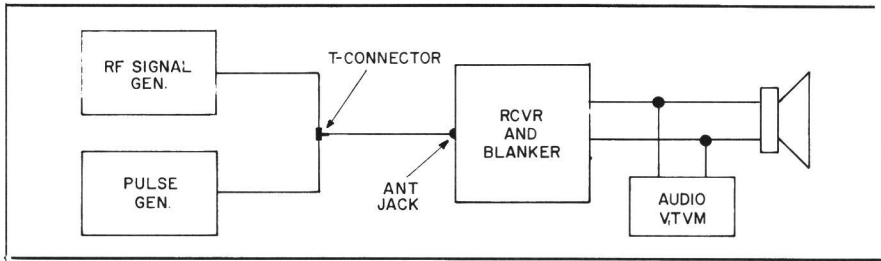 RF SIGNAL
GEN.
T-CONNECTOR
PULSE
GEN.
ANT
JACK
RCVR
AND
BLANKER
AUDIO
VTVM